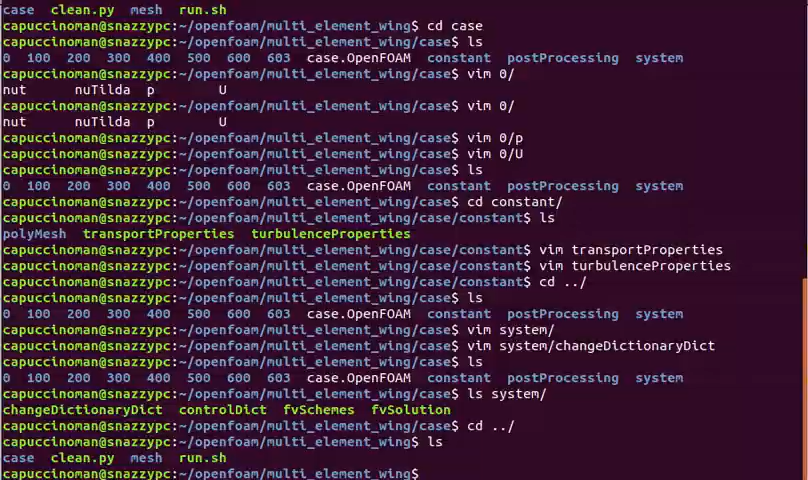 case  clean.py  mesh  run.sh
capuccinoman@snazzypc:~/openfoam/multi_element_wing$ cd case
capuccinoman@snazzypc:~/openfoam/multi_element_wing/case$ ls
0  100  200  300  400  500  600  603  case.OpenFOAM  constant  postProcessing  system
capuccinoman@snazzypc:~/openfoam/multi_element_wing/case$ vim 0/
nut      nuTilda  p        U
capuccinoman@snazzypc:~/openfoam/multi_element_wing/case$ vim 0/
nut      nuTilda  p        U
capuccinoman@snazzypc:~/openfoam/multi_element_wing/case$ vim 0/p
capuccinoman@snazzypc:~/openfoam/multi_element_wing/case$ vim 0/U
capuccinoman@snazzypc:~/openfoam/multi_element_wing/case$ ls
0  100  200  300  400  500  600  603  case.OpenFOAM  constant  postProcessing  system
capuccinoman@snazzypc:~/openfoam/multi_element_wing/case$ cd constant/
capuccinoman@snazzypc:~/openfoam/multi_element_wing/case/constant$ ls
polyMesh  transportProperties  turbulenceProperties
capuccinoman@snazzypc:~/openfoam/multi_element_wing/case/constant$ vim transportProperties
capuccinoman@snazzypc:~/openfoam/multi_element_wing/case/constant$ vim turbulenceProperties
capuccinoman@snazzypc:~/openfoam/multi_element_wing/case/constant$ cd ../
capuccinoman@snazzypc:~/openfoam/multi_element_wing/case$ ls
0  100  200  300  400  500  600  603  case.OpenFOAM  constant  postProcessing  system
capuccinoman@snazzypc:~/openfoam/multi_element_wing/case$ vim system/
capuccinoman@snazzypc:~/openfoam/multi_element_wing/case$ vim system/changeDictionaryDict
capuccinoman@snazzypc:~/openfoam/multi_element_wing/case$ ls
0  100  200  300  400  500  600  603  case.OpenFOAM  constant  postProcessing  system
capuccinoman@snazzypc:~/openfoam/multi_element_wing/case$ ls system/
changeDictionaryDict  controlDict  fvSchemes  fvSolution
capuccinoman@snazzypc:~/openfoam/multi_element_wing/case$ cd ../
capuccinoman@snazzypc:~/openfoam/multi_element_wing$ ls
case  clean.py  mesh  run.sh
capuccinoman@snazzypc:~/openfoam/multi_element_wing$